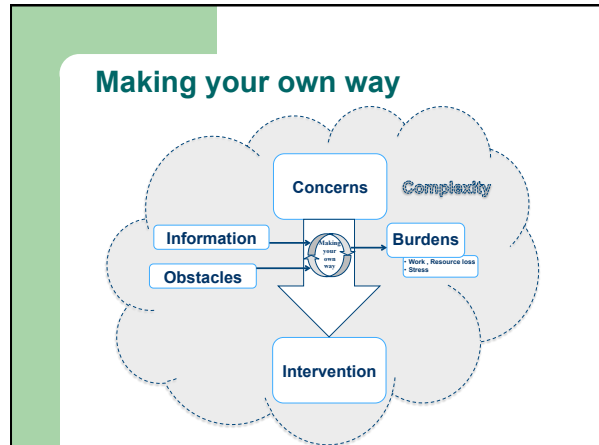 Making your own way
Concerns
Complexity
Information
Making
your
own
way
Burdens
• Work , Resource loss
• Stress
Obstacles
Intervention